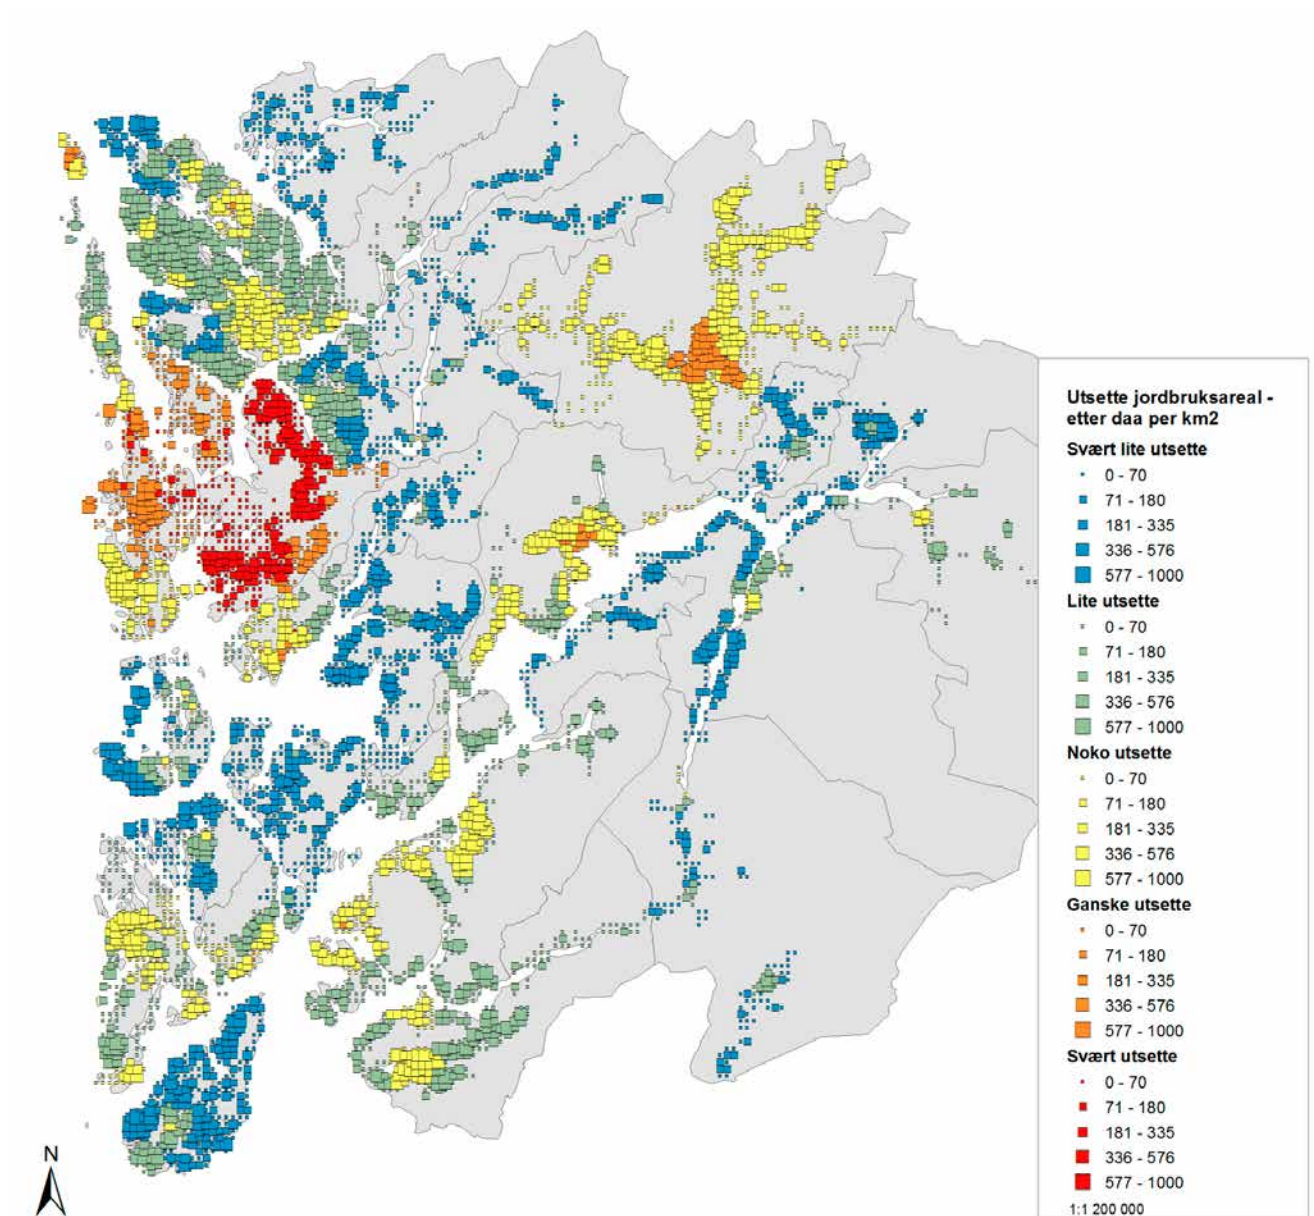 Utsette jordbruksareal -
etter daa per km2
Svært lite utsette
0 - 70
71 - 180
181 - 335
336 - 576
577 - 1000
Lite utsette
0 - 70
71 - 180
181 - 335
336 - 576
577 - 1000
Noko utsette
0 - 70
71 - 180
181 - 335
336 - 576
577 - 1000
Ganske utsette
0 - 70
71 - 180
181 - 335
336 - 576
577 - 1000
Svært utsette
0 - 70
71 - 180
181 - 335
336 - 576
577 - 1000
1:1 200 000
N